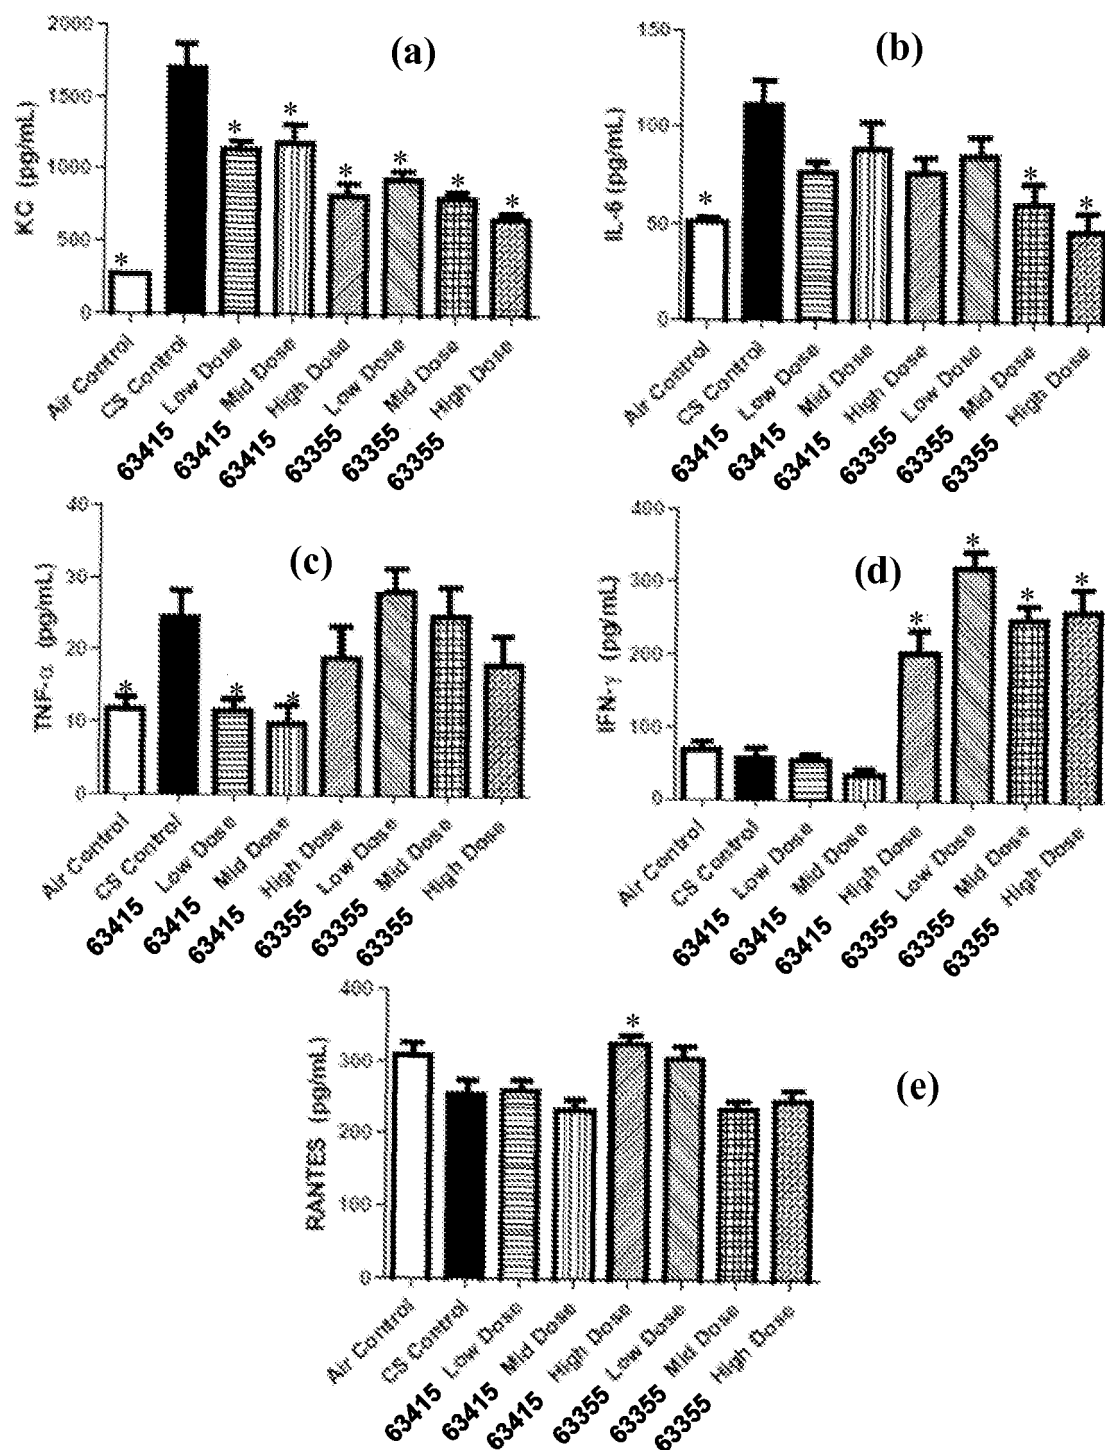 (a)
KC (pg/mL)
2000
1500
1000
500
0
*
*
*
*
*
*
*
Air Control
CS Control
63415 Low Dose
63415 Mid Dose
63415 High Dose
63355 Low Dose
63355 Mid Dose
63355 High Dose
(b)
IL-6 (pg/mL)
150
100
50
0
*
*
*
Air Control
CS Control
63415 Low Dose
63415 Mid Dose
63415 High Dose
63355 Low Dose
63355 Mid Dose
63355 High Dose
(c)
TNF-α (pg/mL)
40
30
20
10
0
*
*
*
Air Control
CS Control
63415 Low Dose
63415 Mid Dose
63415 High Dose
63355 Low Dose
63355 Mid Dose
63355 High Dose
(d)
IFN-γ (pg/mL)
400
300
200
100
0
*
*
*
*
Air Control
CS Control
63415 Low Dose
63415 Mid Dose
63415 High Dose
63355 Low Dose
63355 Mid Dose
63355 High Dose
(e)
RANTES (pg/mL)
400
300
200
100
0
*
Air Control
CS Control
63415 Low Dose
63415 Mid Dose
63415 High Dose
63355 Low Dose
63355 Mid Dose
63355 High Dose